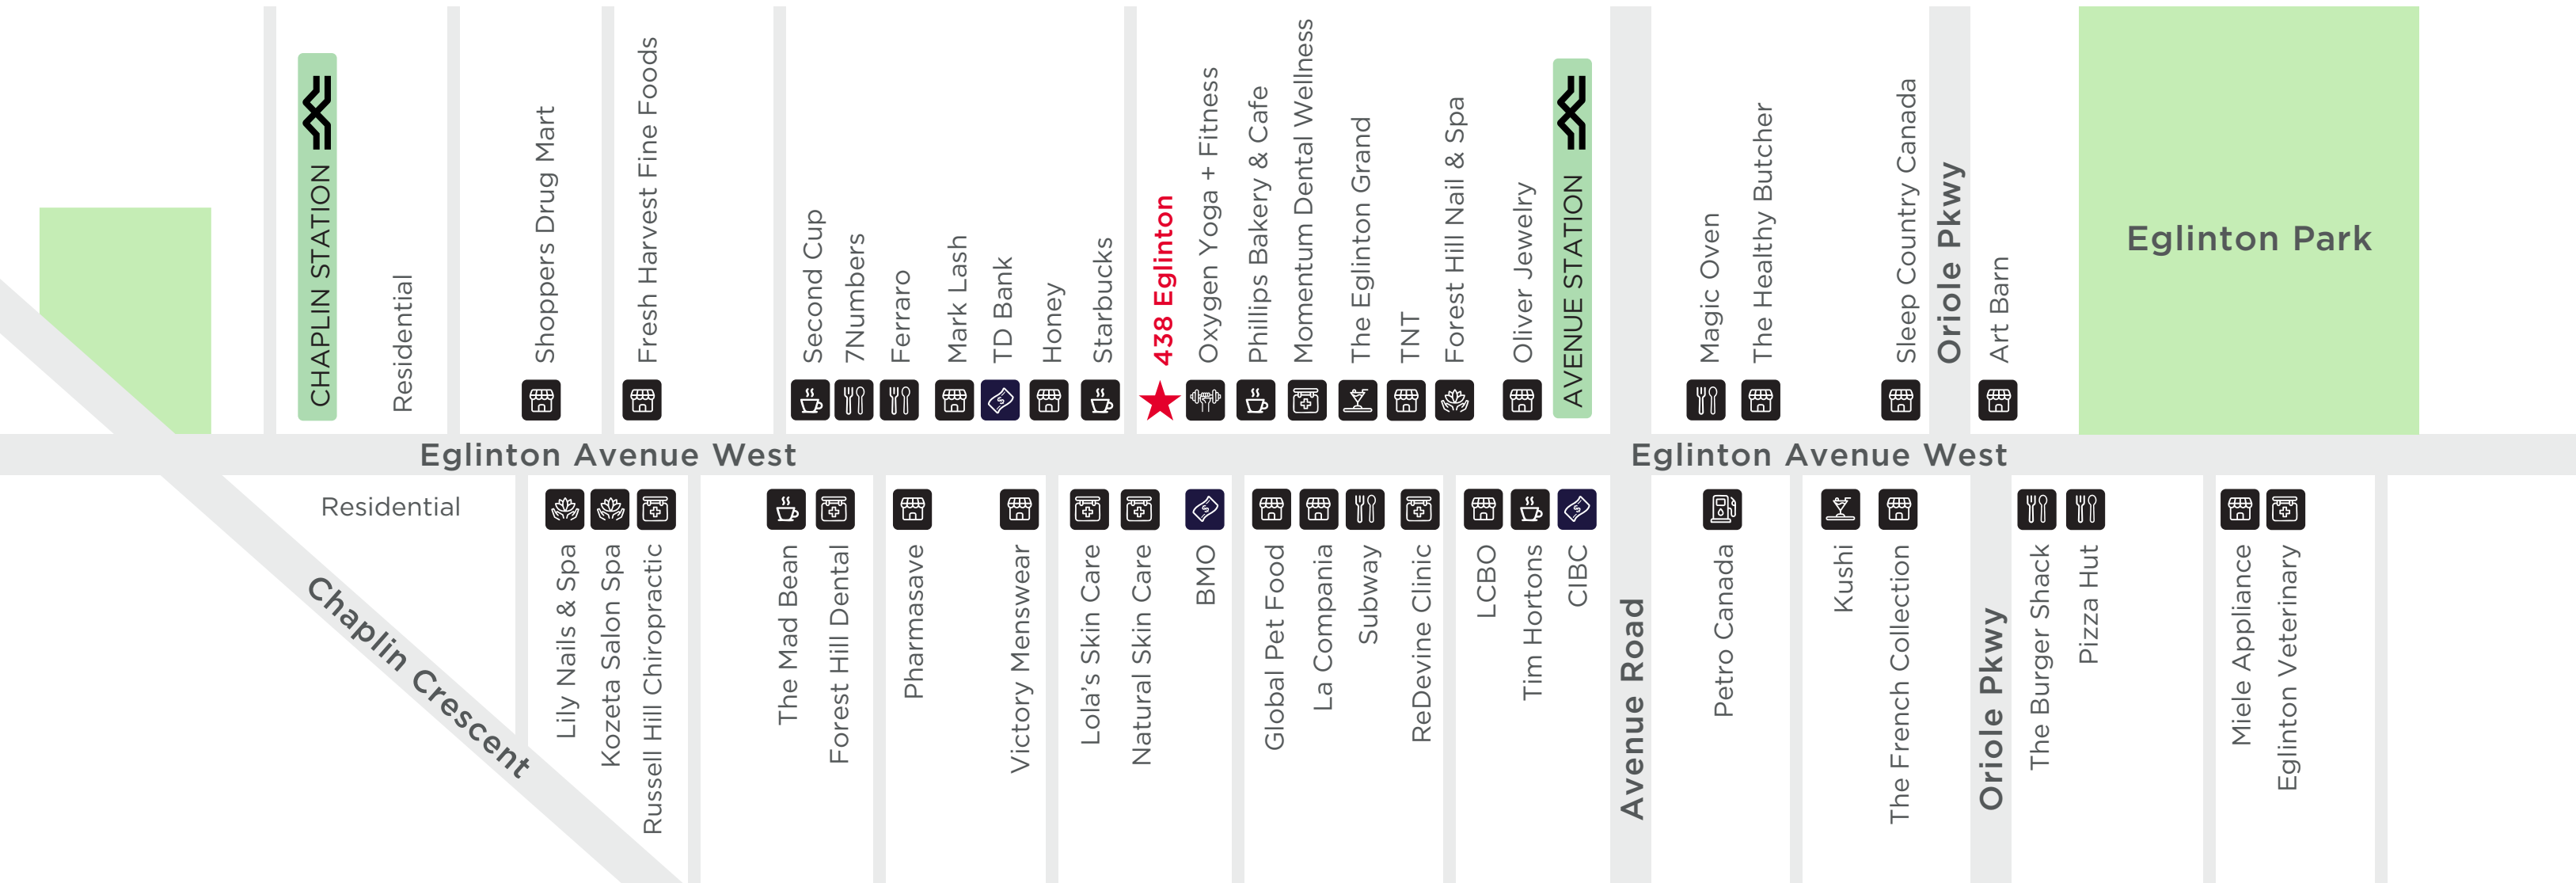 CHAPLIN STATION
Residential
Shoppers Drug Mart
Fresh Harvest Fine Foods
Second Cup
7Numbers
Ferraro
Mark Lash
TD Bank
Honey
Starbucks
438 Eglinton
Oxygen Yoga + Fitness
Phillips Bakery & Cafe
Momentum Dental Wellness
The Eglinton Grand
TNT
Forest Hill Nail & Spa
Oliver Jewelry
AVENUE STATION
Magic Oven
The Healthy Butcher
Sleep Country Canada
Oriole Pkwy
Art Barn
Eglinton Park
Eglinton Avenue West
Eglinton Avenue West
Residential
Chaplin Crescent
Lily Nails & Spa
Kozeta Salon Spa
Russell Hill Chiropractic
The Mad Bean
Forest Hill Dental
Pharmasave
Victory Menswear
Lola's Skin Care
Natural Skin Care
BMO
Global Pet Food
La Compania
Subway
ReDevine Clinic
LCBO
Tim Hortons
CIBC
Avenue Road
Petro Canada
Kushi
The French Collection
Oriole Pkwy
The Burger Shack
Pizza Hut
Miele Appliance
Eglinton Veterinary